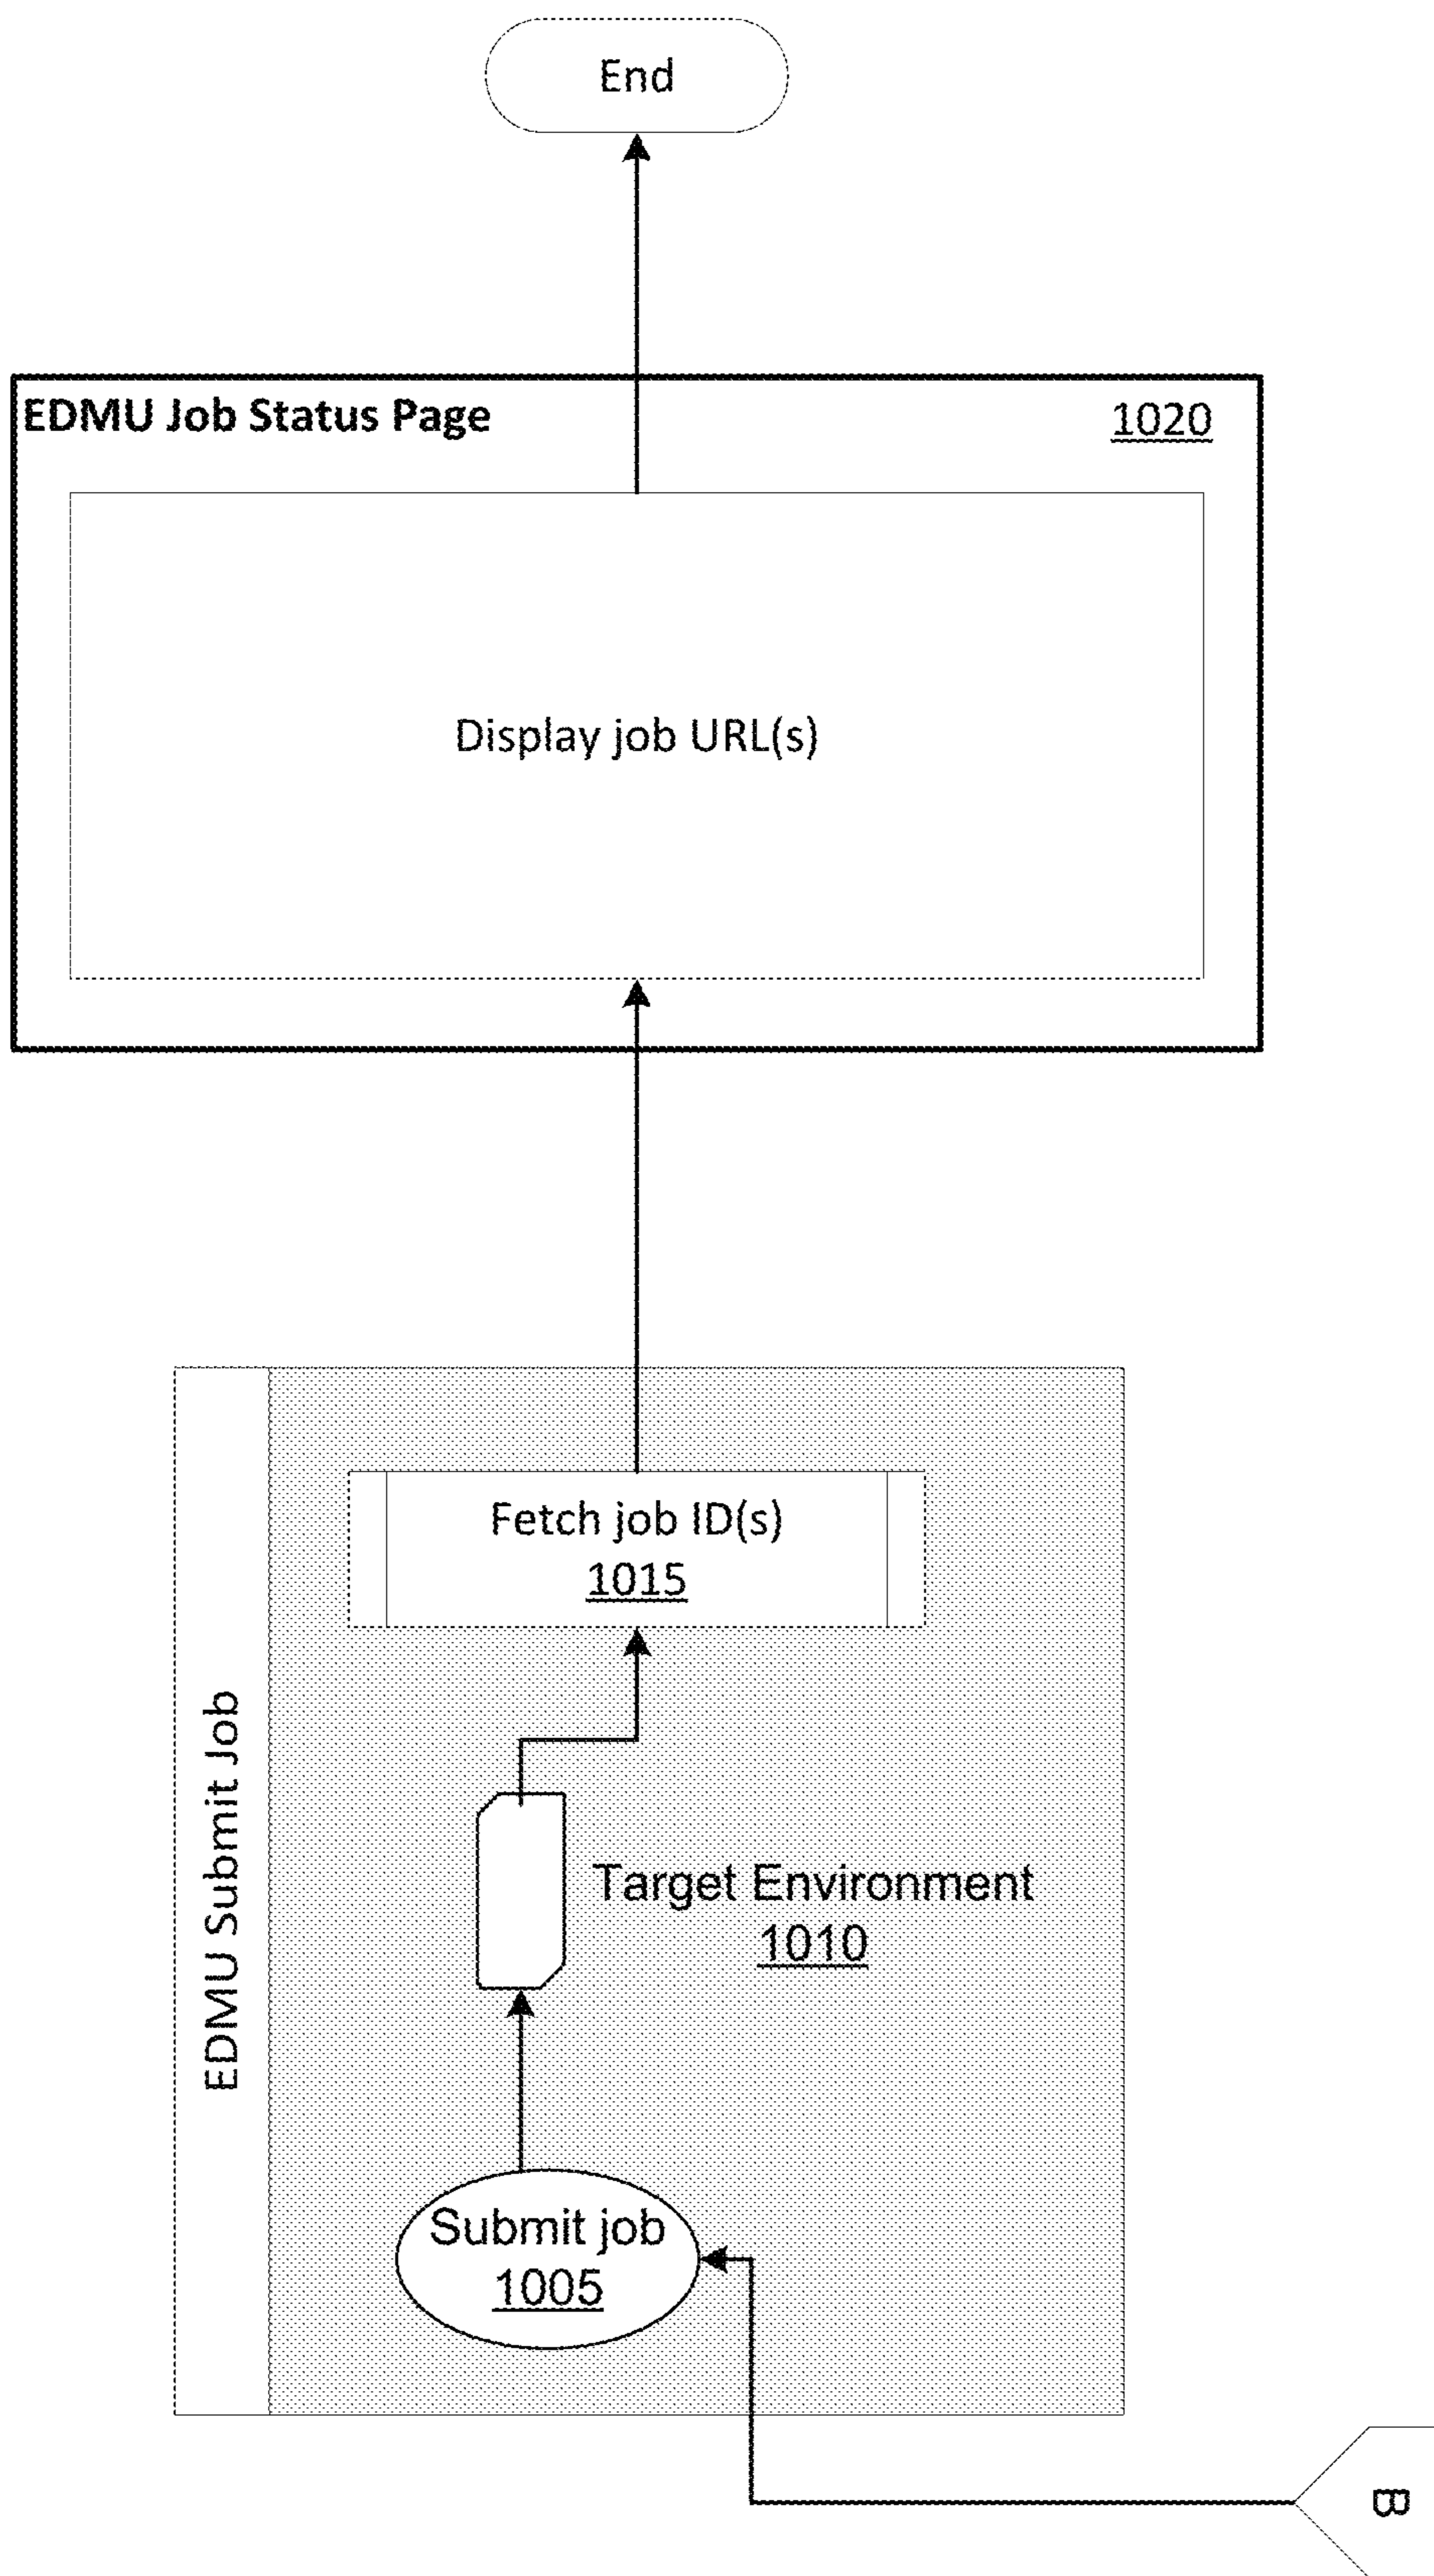 End
EDMU Job Status Page
1020
Display job URL(s)
Fetch job ID(s)
1015
EDMU Submit Job
Target Environment
1010
Submit job
1005
B